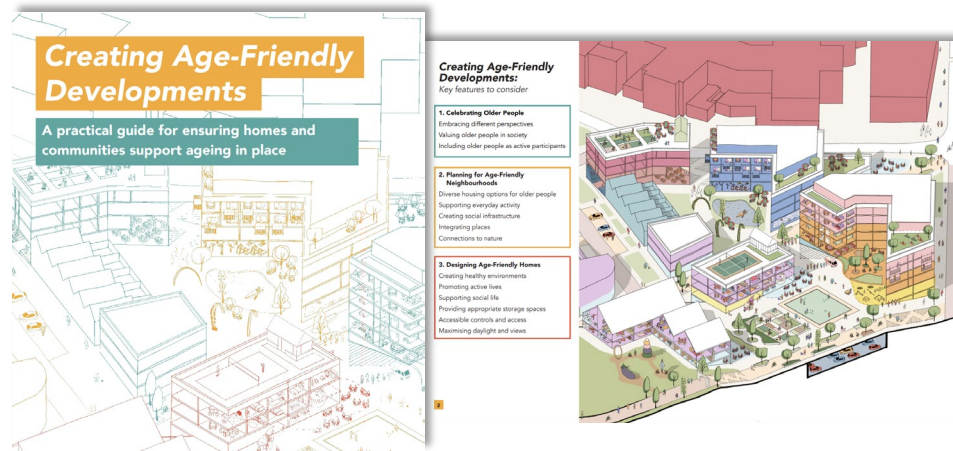 Creating Age-Friendly
Developments
A practical guide for ensuring homes and
communities support ageing in place
Creating Age-Friendly
Developments:
Key features to consider
1. Celebrating Older People
Embracing different perspectives
Valuing older people in society
Including older people as active participants
2. Planning for Age-Friendly
Neighbourhoods
Diverse housing options for older people
Supporting everyday activity
Creating social infrastructure
Integrating places
Connections to nature
3. Designing Age-Friendly Homes
Creating healthy environments
Promoting active lives
Supporting social life
Providing appropriate storage spaces
Accessible controls and access
Maximising daylight and views
2